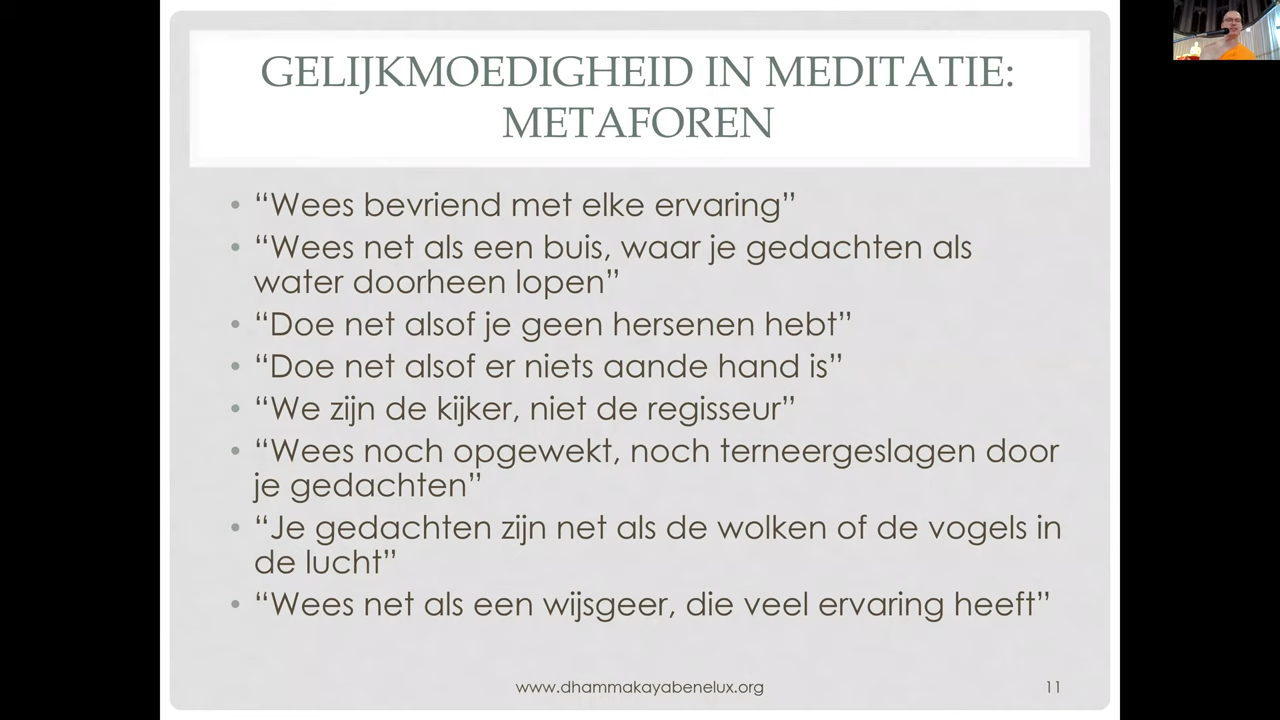 GELIJKMOEDIGHEID IN MEDITATIE:
METAFOREN
• “Wees bevriend met elke ervaring”
• “Wees net als een buis, waar je gedachten als
water doorheen lopen”
• “Doe net alsof je geen hersenen hebt”
• “Doe net alsof er niets aande hand is”
• “We zijn de kijker, niet de regisseur”
• “Wees noch opgewekt, noch terneergeslagen door
je gedachten”
• “Je gedachten zijn net als de wolken of de vogels in
de lucht”
• “Wees net als een wijsgeer, die veel ervaring heeft”
www.dhammakayabenelux.org 11